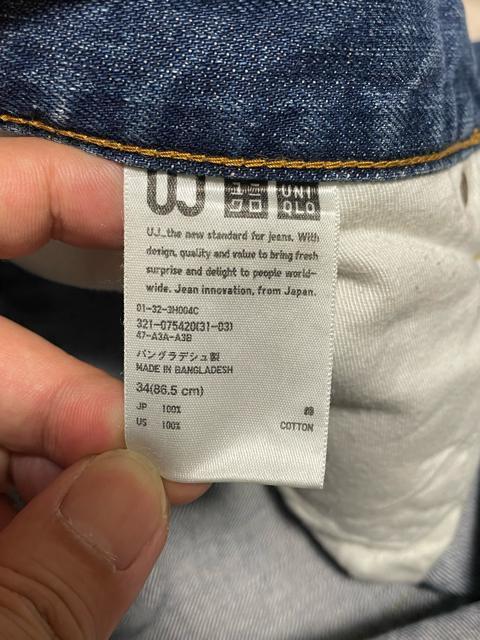 UJ ユニクロ UNIQLO
UJ_the new standard for jeans. With
design, quality and value to bring fresh
surprise and delight to people world-
wide. Jean innovation, from Japan.
01-32-3H004C
321-075420(31-03)
47-A3A-A3B
バングラデシュ製
MADE IN BANGLADESH
34(86.5 cm)
JP 100% 綿
US 100% COTTON